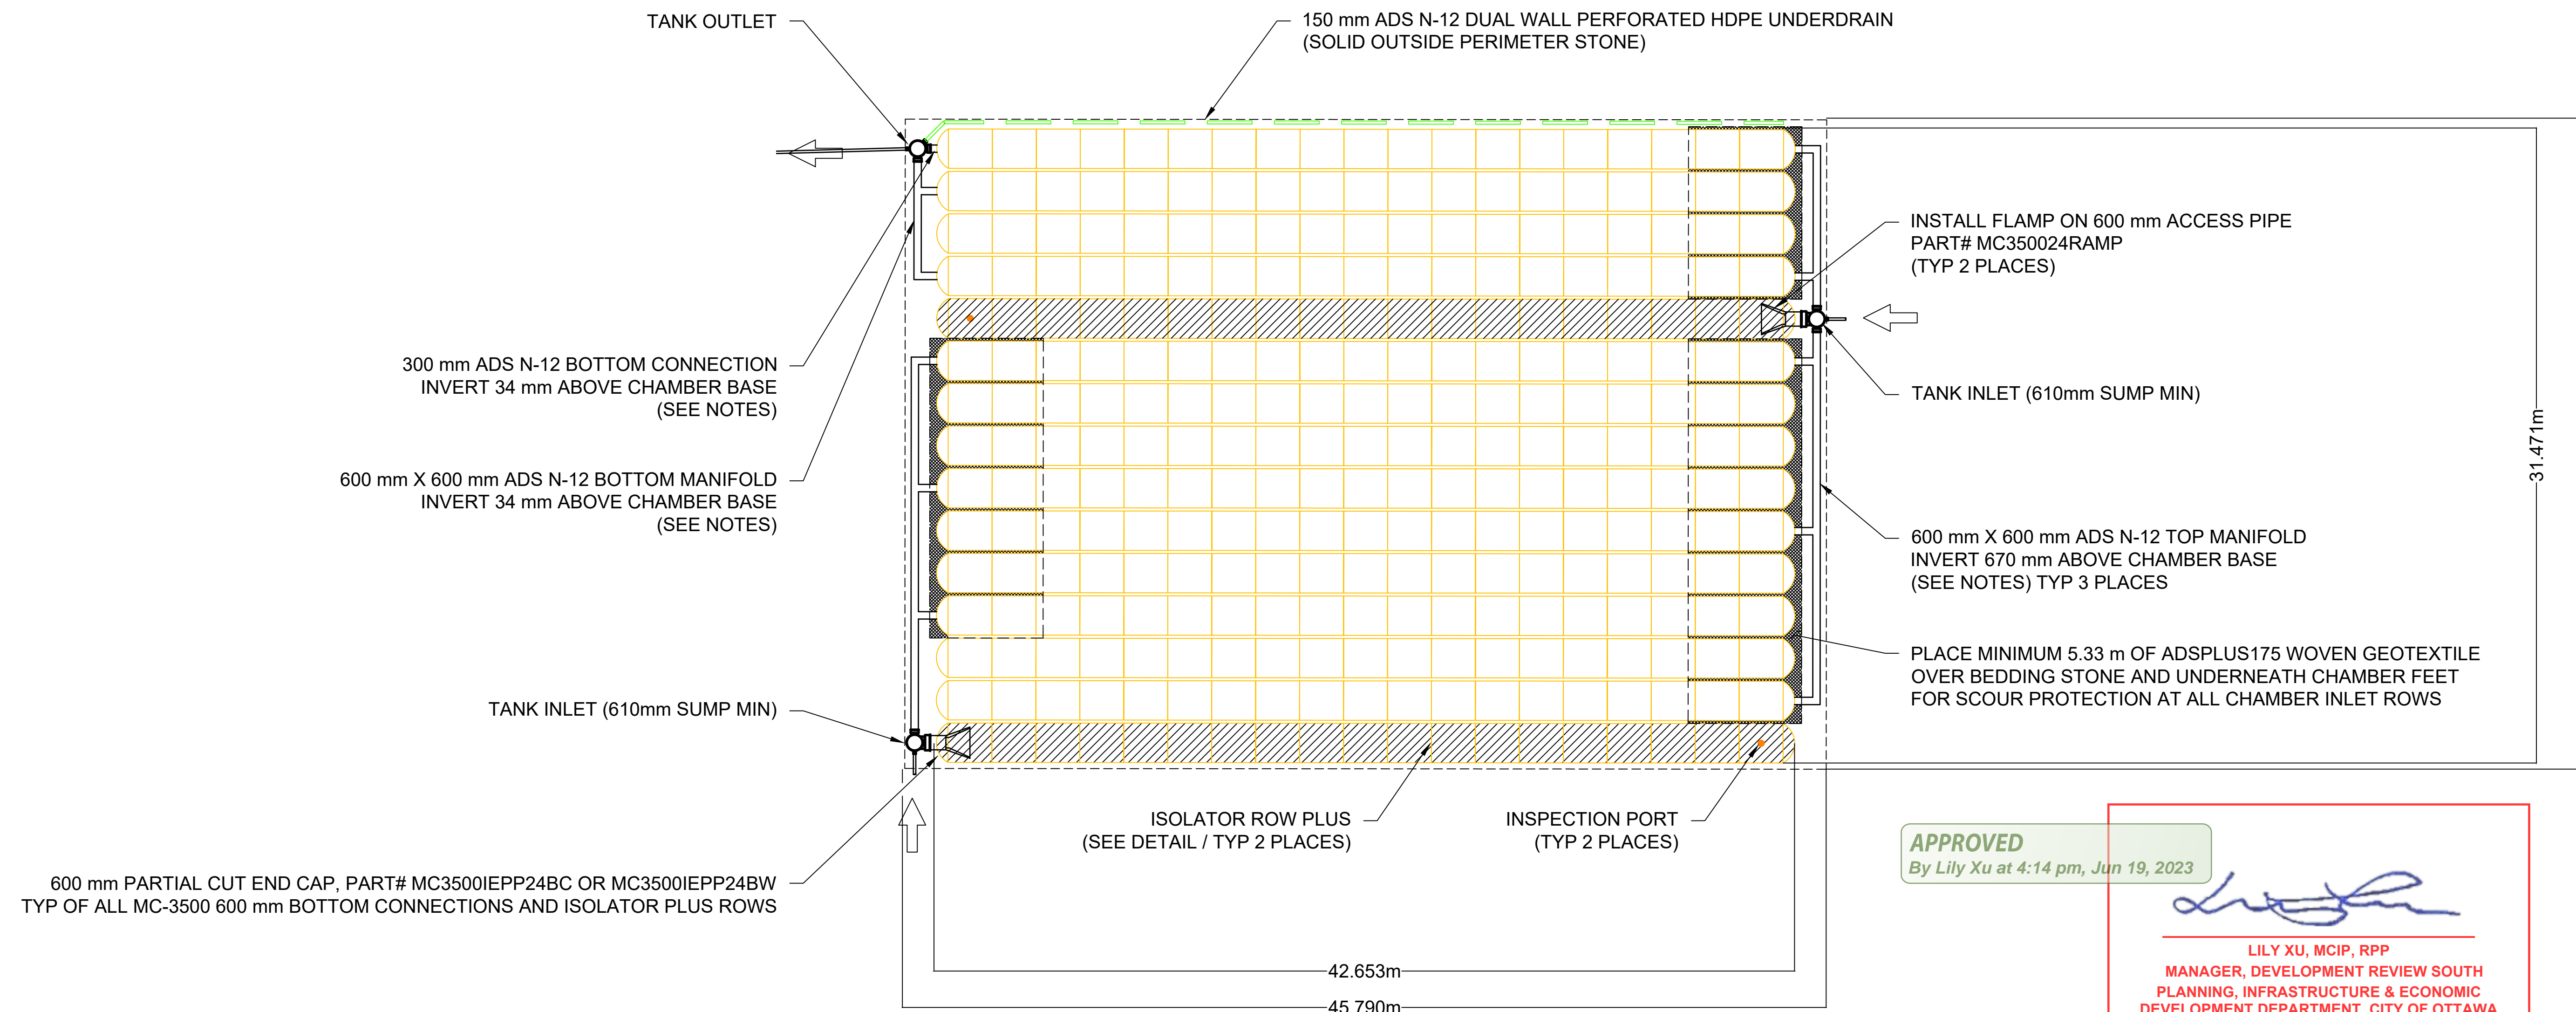 TANK OUTLET
150 mm ADS N-12 DUAL WALL PERFORATED HDPE UNDERDRAIN
(SOLID OUTSIDE PERIMETER STONE)
INSTALL FLAMP ON 600 mm ACCESS PIPE
PART# MC350024RAMP
(TYP 2 PLACES)
300 mm ADS N-12 BOTTOM CONNECTION
INVERT 34 mm ABOVE CHAMBER BASE
(SEE NOTES)
TANK INLET (610mm SUMP MIN)
31.471m
600 mm X 600 mm ADS N-12 BOTTOM MANIFOLD
INVERT 34 mm ABOVE CHAMBER BASE
(SEE NOTES)
600 mm X 600 mm ADS N-12 TOP MANIFOLD
INVERT 670 mm ABOVE CHAMBER BASE
(SEE NOTES) TYP 3 PLACES
PLACE MINIMUM 5.33 m OF ADSPLUS175 WOVEN GEOTEXTILE
OVER BEDDING STONE AND UNDERNEATH CHAMBER FEET
FOR SCOUR PROTECTION AT ALL CHAMBER INLET ROWS
TANK INLET (610mm SUMP MIN)
ISOLATOR ROW PLUS
(SEE DETAIL / TYP 2 PLACES)
INSPECTION PORT
(TYP 2 PLACES)
600 mm PARTIAL CUT END CAP, PART# MC3500IEPP24BC OR MC3500IEPP24BW
TYP OF ALL MC-3500 600 mm BOTTOM CONNECTIONS AND ISOLATOR PLUS ROWS
42.653m
45.790m
APPROVED
By Lily Xu at 4:14 pm, Jun 19, 2023
LILY XU, MCIP, RPP
MANAGER, DEVELOPMENT REVIEW SOUTH
PLANNING, INFRASTRUCTURE & ECONOMIC
DEVELOPMENT DEPARTMENT, CITY OF OTTAWA